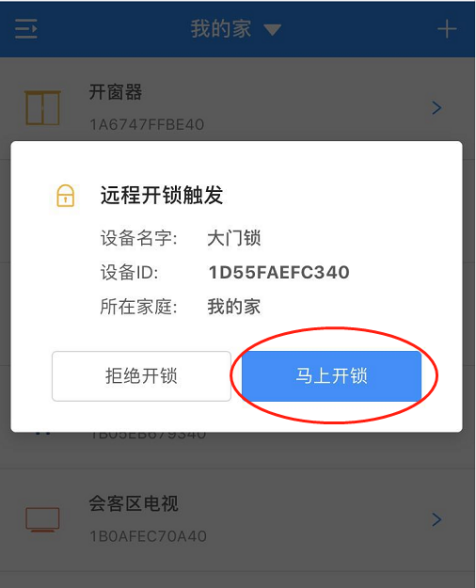 我的家
开窗器
1A6747FFBE40
远程开锁触发
设备名字: 大门锁
设备ID: 1D55FAEFC340
所在家庭: 我的家
拒绝开锁 马上开锁
1B05EB679340
会客区电视
1B0AFEC70A40